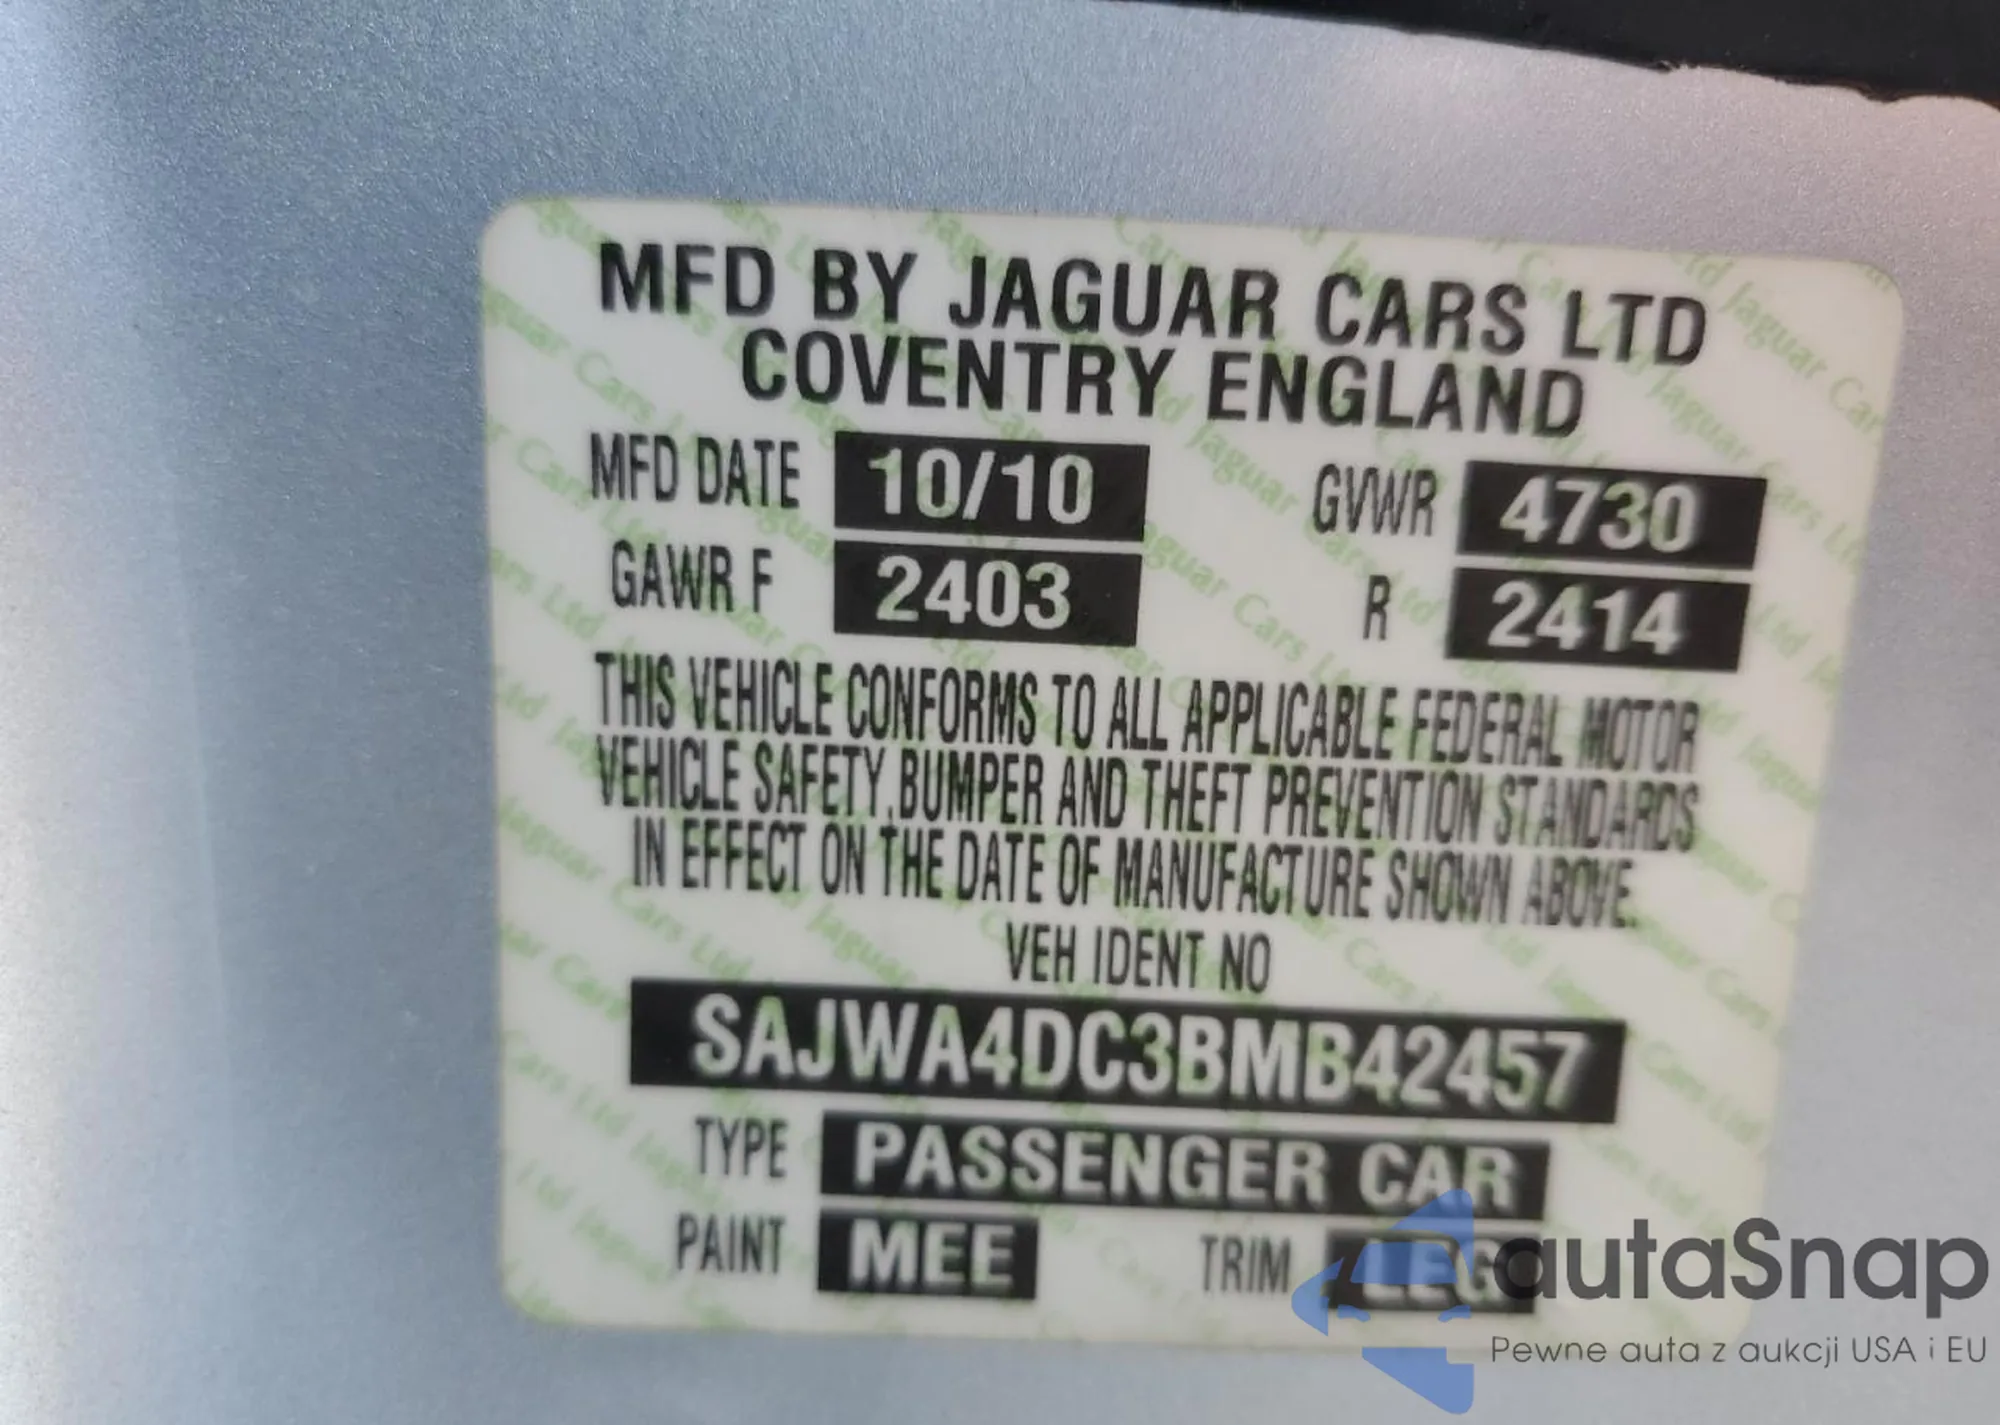 MFD BY JAGUAR CARS LTD
COVENTRY ENGLAND
MFD DATE 10/10 GVWR 4730
GAWR F 2403 R 2414
THIS VEHICLE CONFORMS TO ALL APPLICABLE FEDERAL MOTOR
VEHICLE SAFETY,BUMPER AND THEFT PREVENTION STANDARDS
IN EFFECT ON THE DATE OF MANUFACTURE SHOWN ABOVE.
VEH IDENT NO
SAJWA4DC3BMB42457
TYPE PASSENGER CAR
PAINT MEE TRIM LEG
autaSnap
Pewne auta z aukcji USA i EU